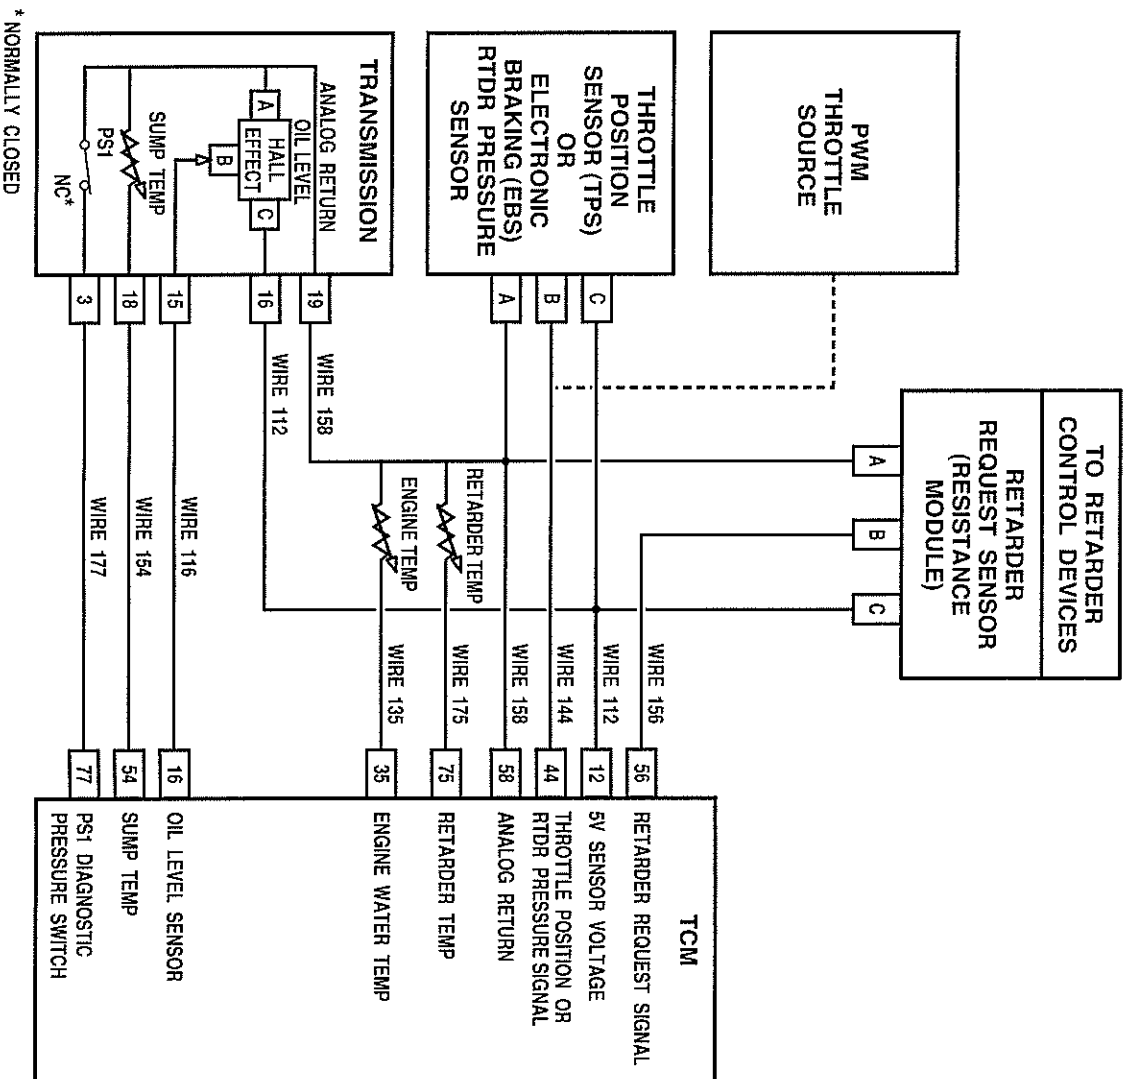 TO RETARDER
CONTROL DEVICES
RETARDER
REQUEST SENSOR
(RESISTANCE
MODULE)
A
B
C
PWM
THROTTLE
SOURCE
THROTTLE
POSITION
SENSOR (TPS)
OR
ELECTRONIC
BRAKING (EBS)
RTDR PRESSURE
SENSOR
C
B
A
TRANSMISSION
ANALOG RETURN
OIL LEVEL
A
HALL
EFFECT
B
C
SUMP TEMP
PS1
NC*
19
16
15
18
3
WIRE 158
WIRE 112
RETARDER TEMP
ENGINE TEMP
WIRE 116
WIRE 154
WIRE 177
WIRE 156
WIRE 112
WIRE 144
WIRE 158
WIRE 175
WIRE 135
56
12
44
58
75
35
16
54
77
TCM
RETARDER REQUEST SIGNAL
5V SENSOR VOLTAGE
THROTTLE POSITION OR
RTDR PRESSURE SIGNAL
ANALOG RETURN
RETARDER TEMP
ENGINE WATER TEMP
OIL LEVEL SENSOR
SUMP TEMP
PS1 DIAGNOSTIC
PRESSURE SWITCH
* NORMALLY CLOSED